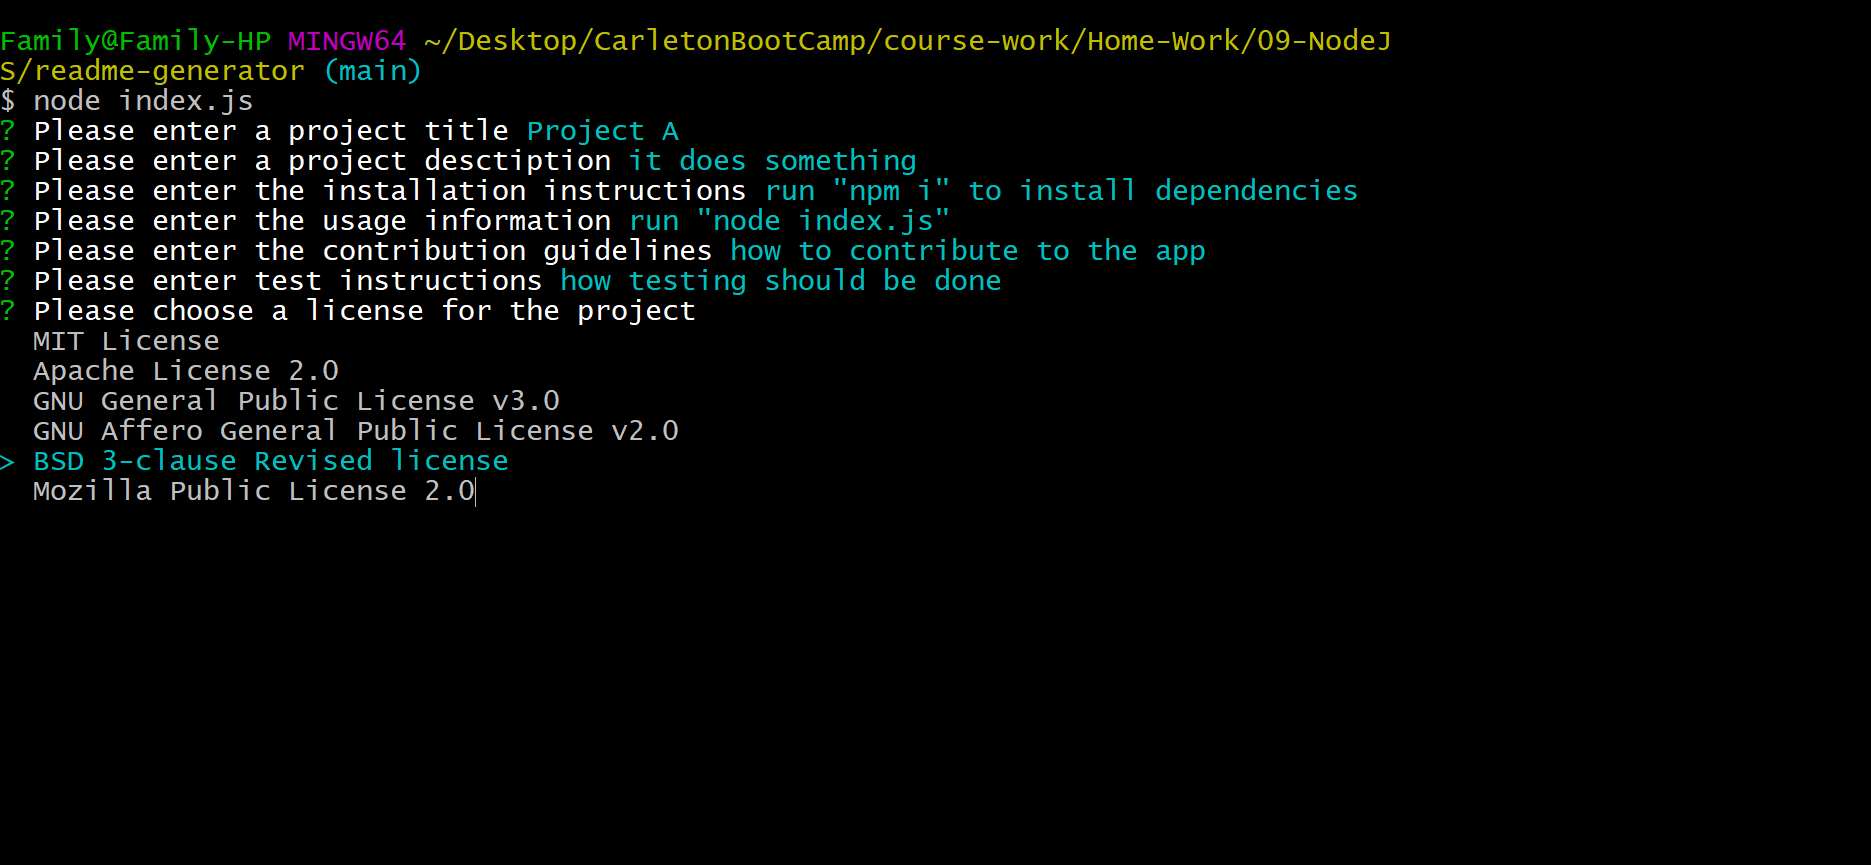 Family@Family-HP MINGW64 ~/Desktop/CarletonBootCamp/course-work/Home-Work/09-NodeJ
S/readme-generator (main)
$ node index.js
? Please enter a project title Project A
? Please enter a project desctiption it does something
? Please enter the installation instructions run "npm i" to install dependencies
? Please enter the usage information run "node index.js"
? Please enter the contribution guidelines how to contribute to the app
? Please enter test instructions how testing should be done
? Please choose a license for the project
  MIT License
  Apache License 2.0
  GNU General Public License v3.0
  GNU Affero General Public License v2.0
> BSD 3-clause Revised license
  Mozilla Public License 2.0